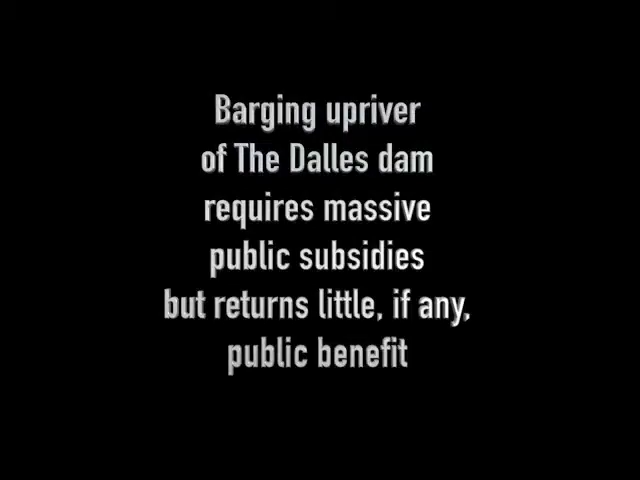 Barging upriver
of The Dalles dam
requires massive
public subsidies
but returns little, if any,
public benefit